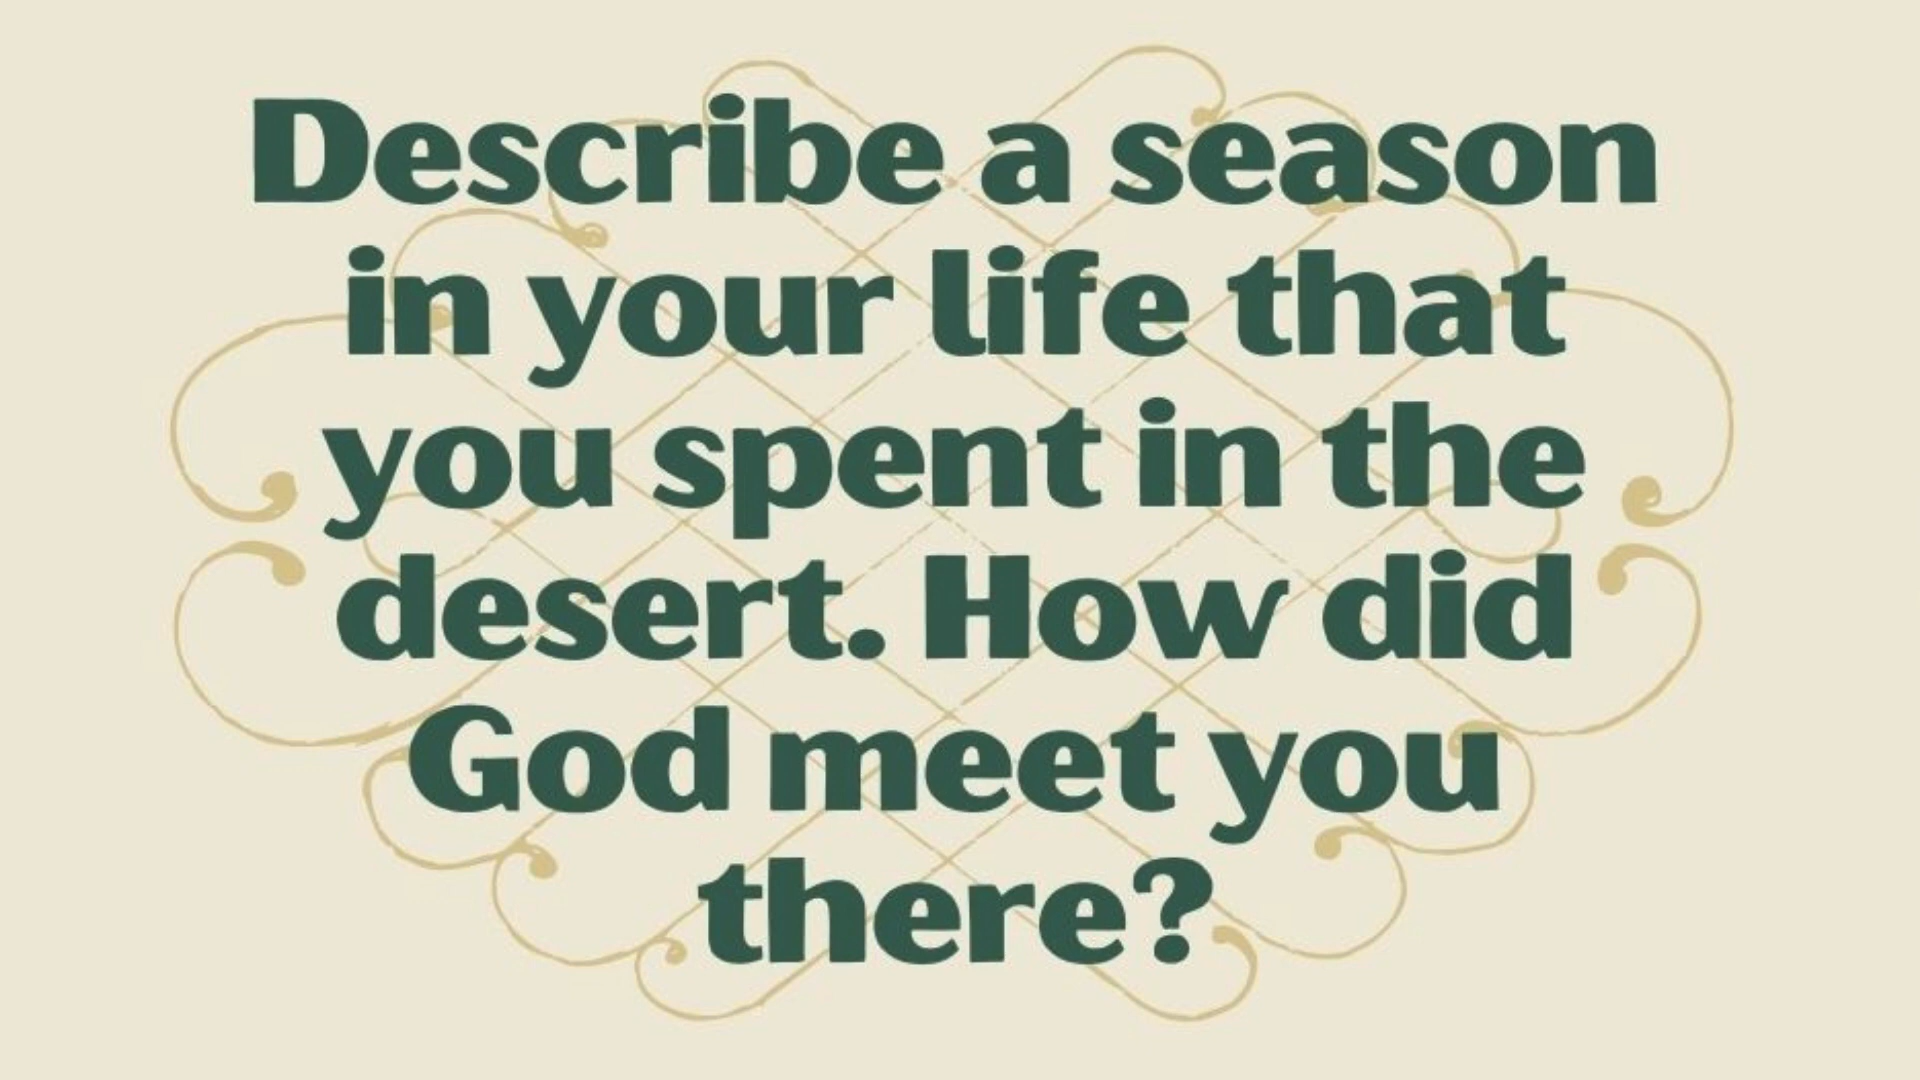 Describe a season
in your life that
you spent in the
desert. How did
God meet you
there?